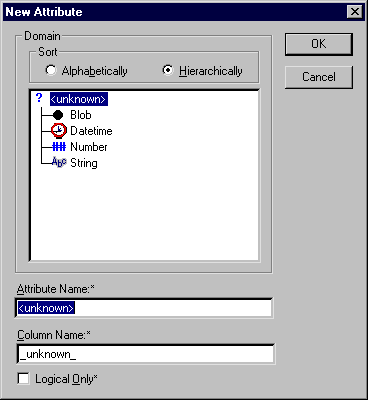 New Attribute
Domain
Sort
Alphabetically
Hierarchically
OK
Cancel
? <unknown>
Blob
Datetime
Number
Abc String
Attribute Name:*
<unknown>
Column Name:*
_unknown_
Logical Only*